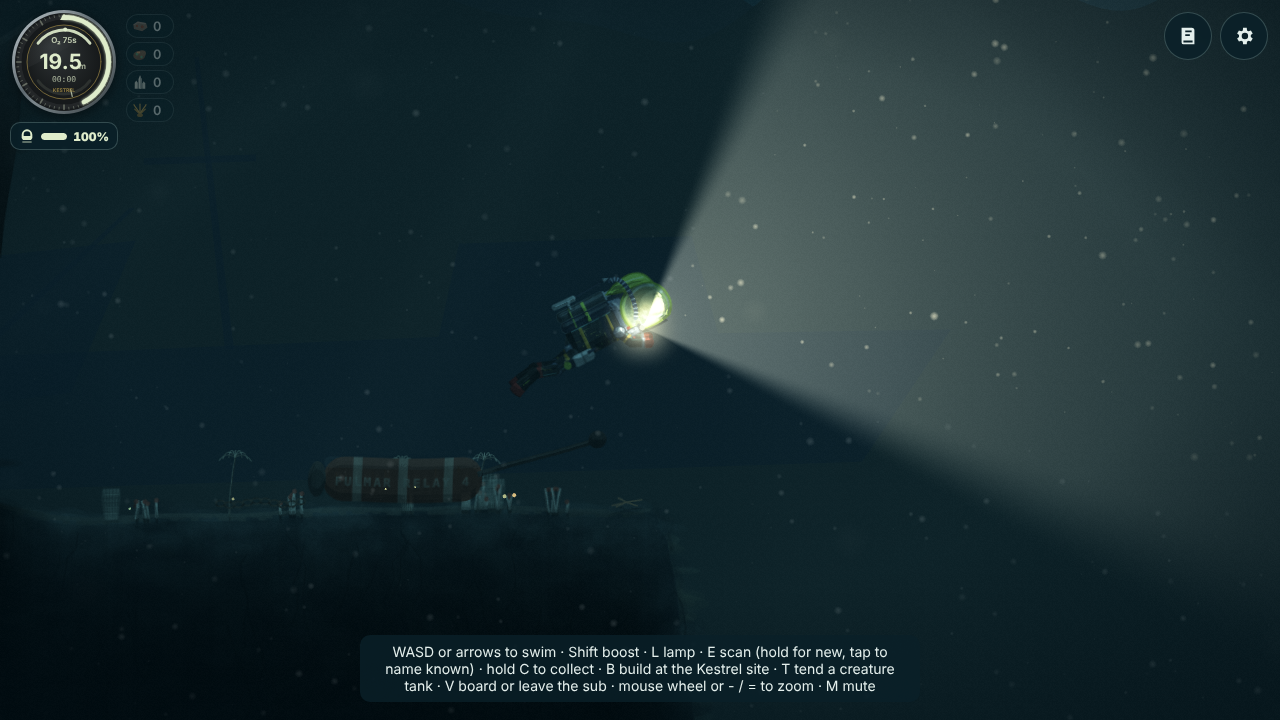 O₂ 75s
19.5m
00:00
KESTREL
0
0
0
0
100%
WASD or arrows to swim · Shift boost · L lamp · E scan (hold for new, tap to
name known) · hold C to collect · B build at the Kestrel site · T tend a creature
tank · V board or leave the sub · mouse wheel or - / = to zoom · M mute